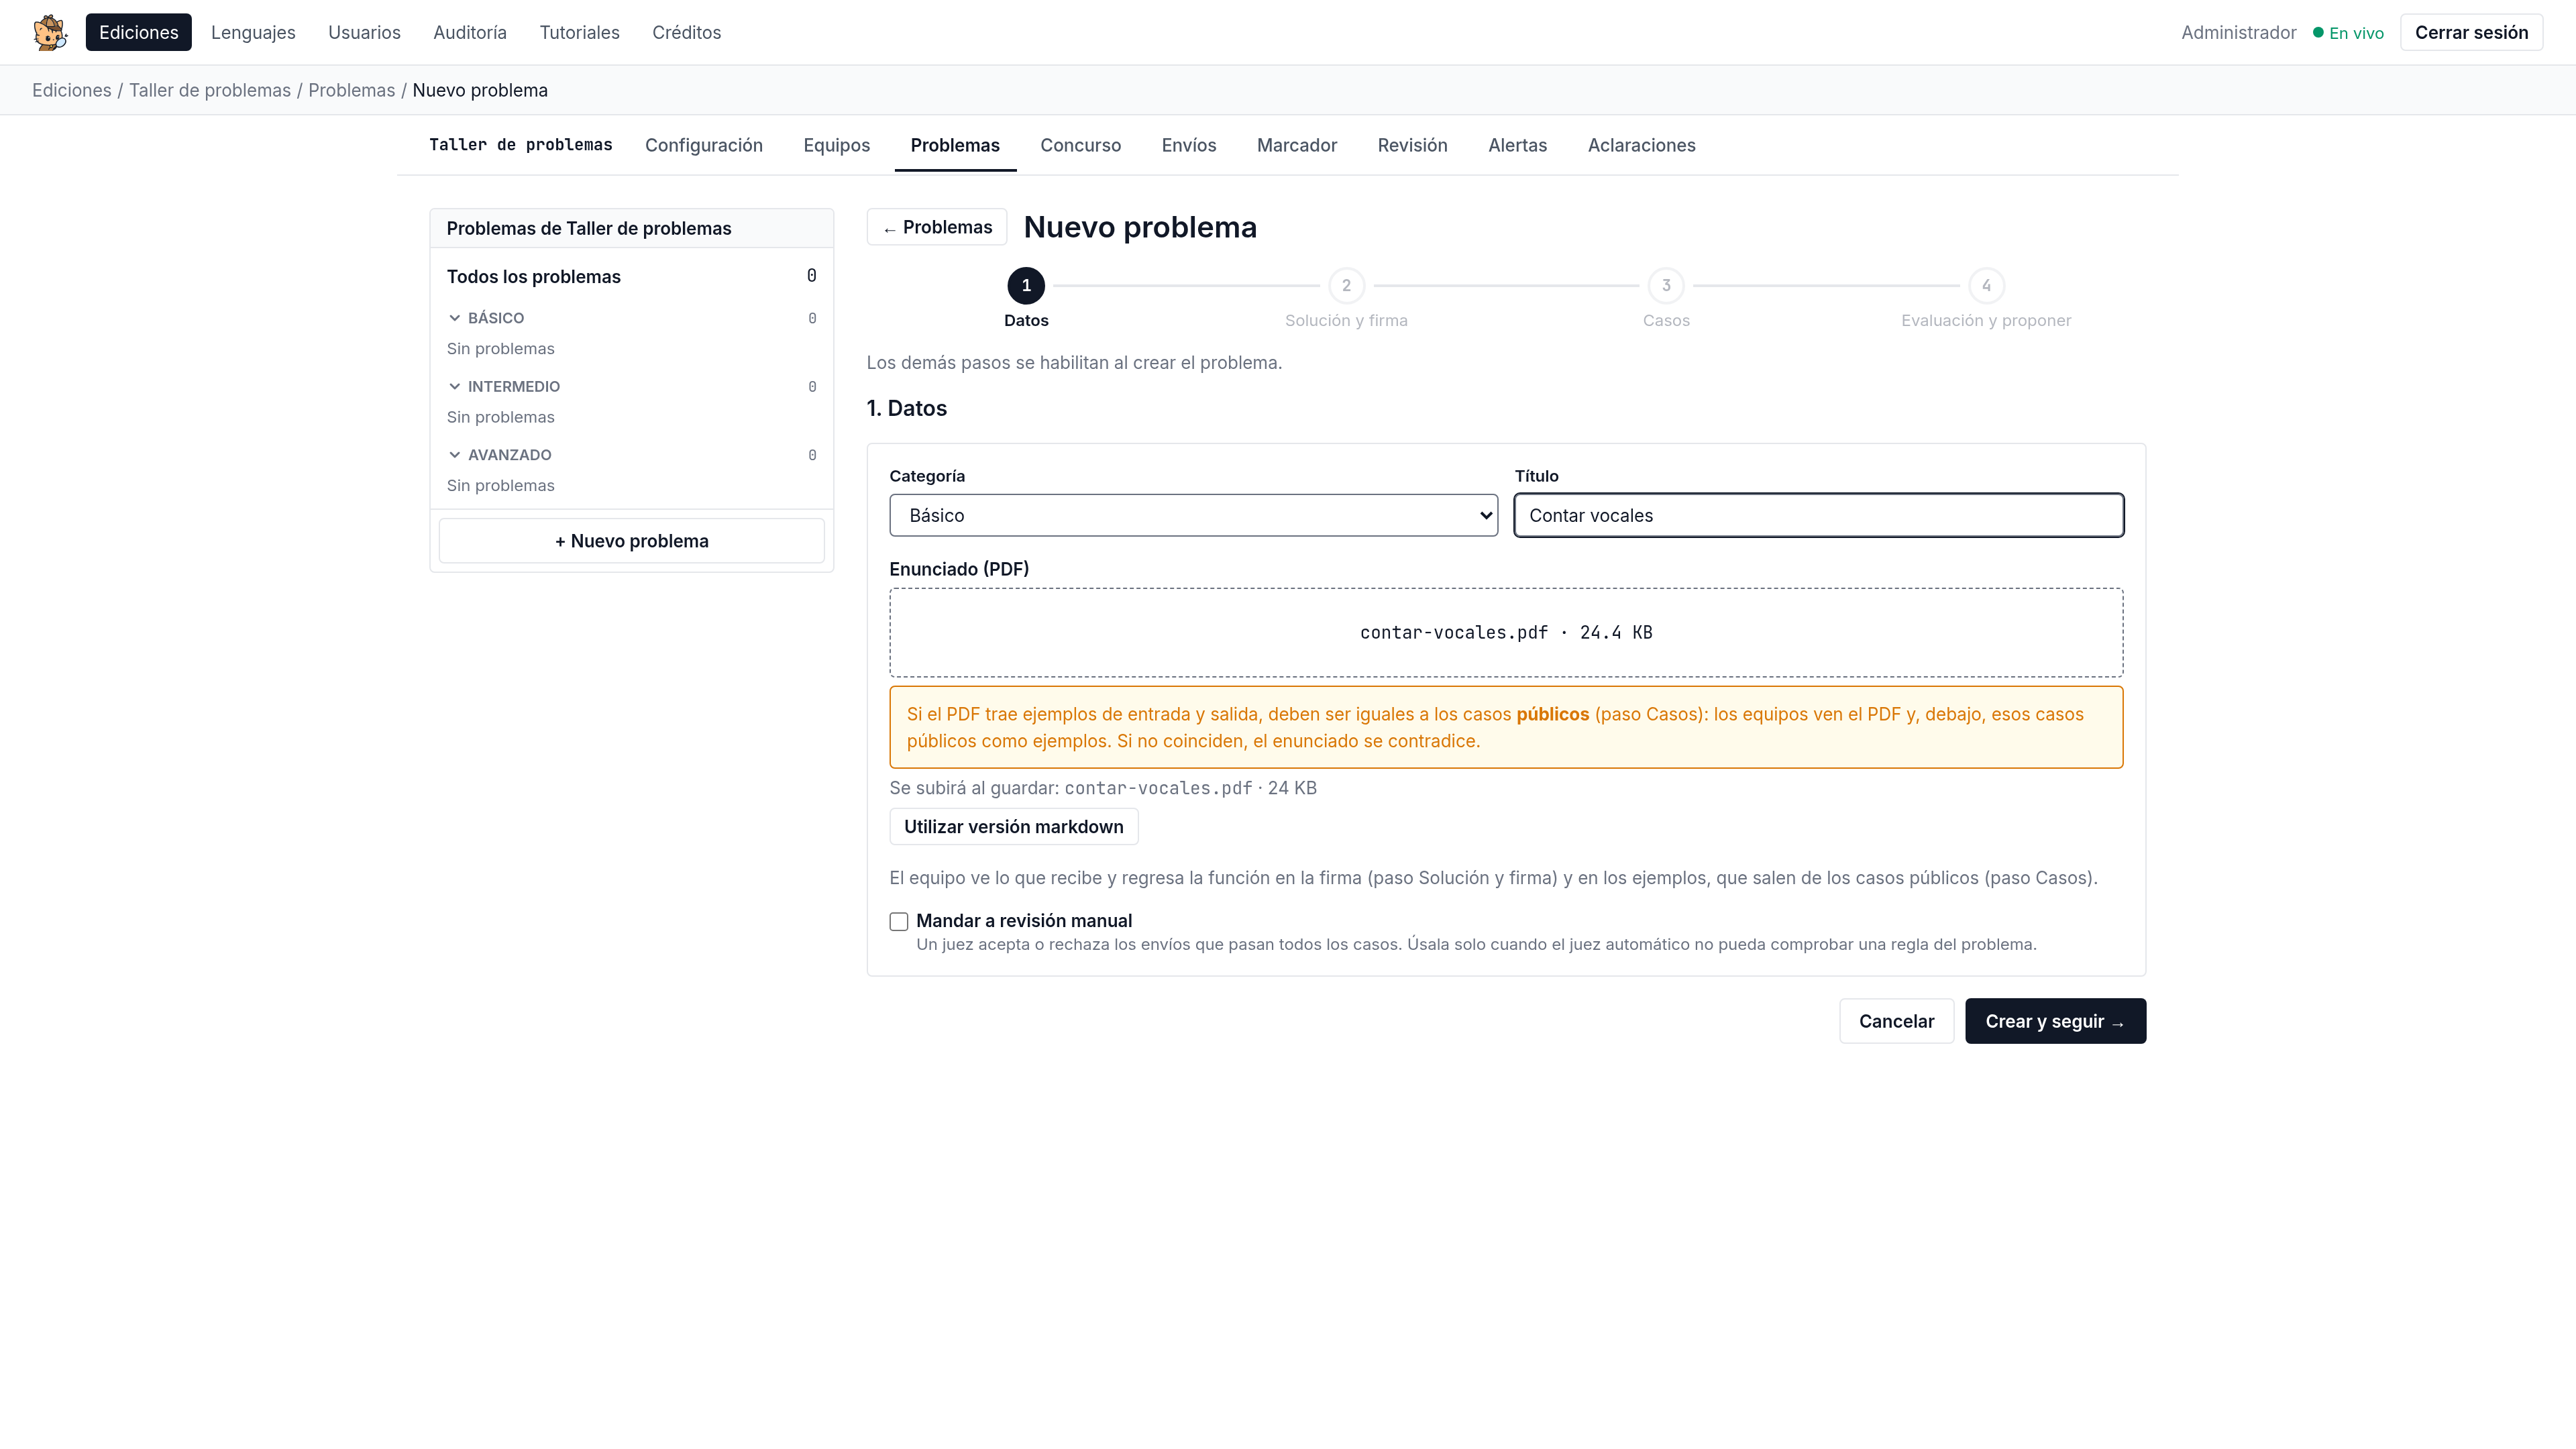 Ediciones Lenguajes Usuarios Auditoría Tutoriales Créditos Administrador En vivo Cerrar sesión
Ediciones / Taller de problemas / Problemas / Nuevo problema
Taller de problemas Configuración Equipos Problemas Concurso Envíos Marcador Revisión Alertas Aclaraciones
Problemas de Taller de problemas
Todos los problemas 0
BÁSICO 0
Sin problemas
INTERMEDIO 0
Sin problemas
AVANZADO 0
Sin problemas
+ Nuevo problema
← Problemas Nuevo problema
1 2 3 4
Datos Solución y firma Casos Evaluación y proponer
Los demás pasos se habilitan al crear el problema.
1. Datos
Categoría Título
Básico Contar vocales
Enunciado (PDF)
contar-vocales.pdf · 24.4 KB
Si el PDF trae ejemplos de entrada y salida, deben ser iguales a los casos públicos (paso Casos): los equipos ven el PDF y, debajo, esos casos
públicos como ejemplos. Si no coinciden, el enunciado se contradice.
Se subirá al guardar: contar-vocales.pdf · 24 KB
Utilizar versión markdown
El equipo ve lo que recibe y regresa la función en la firma (paso Solución y firma) y en los ejemplos, que salen de los casos públicos (paso Casos).
Mandar a revisión manual
Un juez acepta o rechaza los envíos que pasan todos los casos. Úsala solo cuando el juez automático no pueda comprobar una regla del problema.
Cancelar Crear y seguir →